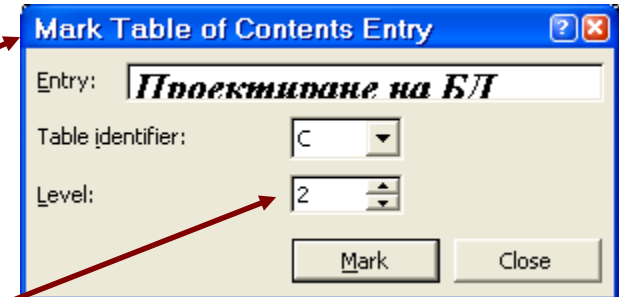 Mark Table of Contents Entry
Entry: Проектиране на БД
Table identifier: C
Level: 2
Mark Close